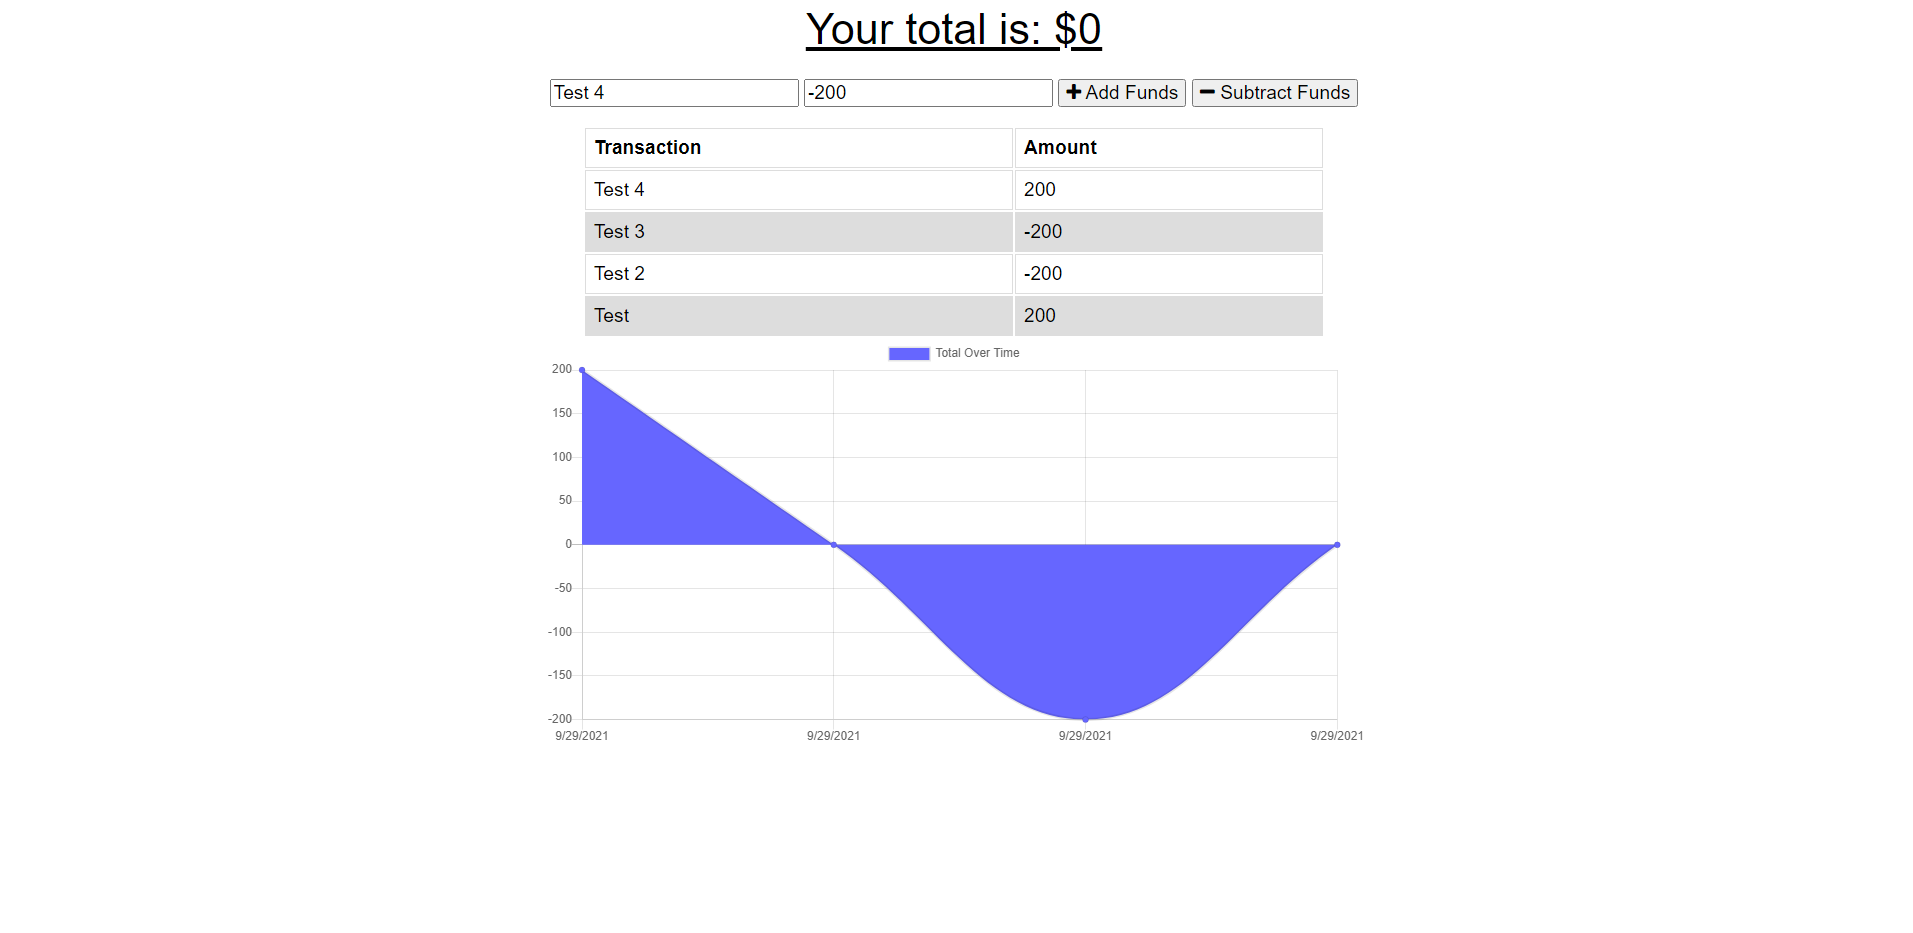 Your total is: $0
Test 4 -200 Add Funds Subtract Funds
Transaction Amount
Test 4 200
Test 3 -200
Test 2 -200
Test 200
Total Over Time
200
150
100
50
0
-50
-100
-150
-200
9/29/2021 9/29/2021 9/29/2021 9/29/2021